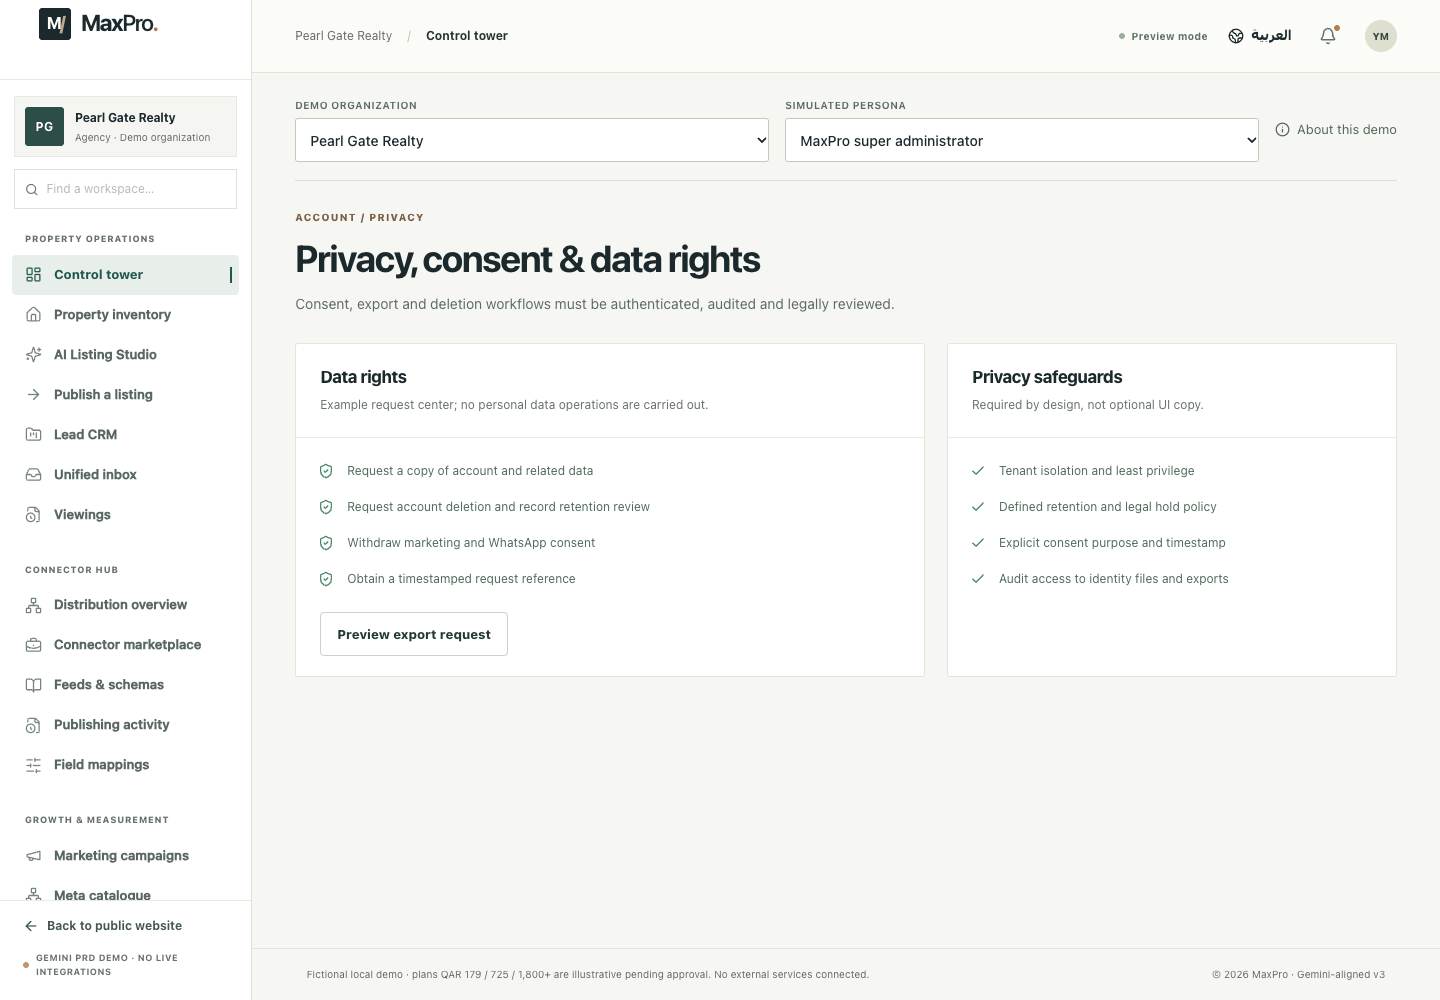 M/ MaxPro.
PG
Pearl Gate Realty
Agency · Demo organization
Find a workspace...
PROPERTY OPERATIONS
Control tower
Property inventory
AI Listing Studio
Publish a listing
Lead CRM
Unified inbox
Viewings
CONNECTOR HUB
Distribution overview
Connector marketplace
Feeds & schemas
Publishing activity
Field mappings
GROWTH & MEASUREMENT
Marketing campaigns
Meta catalogue
Back to public website
GEMINI PRD DEMO · NO LIVE
INTEGRATIONS
Pearl Gate Realty / Control tower
Preview mode
العربية
YM
DEMO ORGANIZATION
Pearl Gate Realty
SIMULATED PERSONA
MaxPro super administrator
About this demo
ACCOUNT / PRIVACY
Privacy, consent & data rights
Consent, export and deletion workflows must be authenticated, audited and legally reviewed.
Data rights
Example request center; no personal data operations are carried out.
Request a copy of account and related data
Request account deletion and record retention review
Withdraw marketing and WhatsApp consent
Obtain a timestamped request reference
Preview export request
Privacy safeguards
Required by design, not optional UI copy.
Tenant isolation and least privilege
Defined retention and legal hold policy
Explicit consent purpose and timestamp
Audit access to identity files and exports
Fictional local demo · plans QAR 179 / 725 / 1,800+ are illustrative pending approval. No external services connected.
© 2026 MaxPro · Gemini-aligned v3